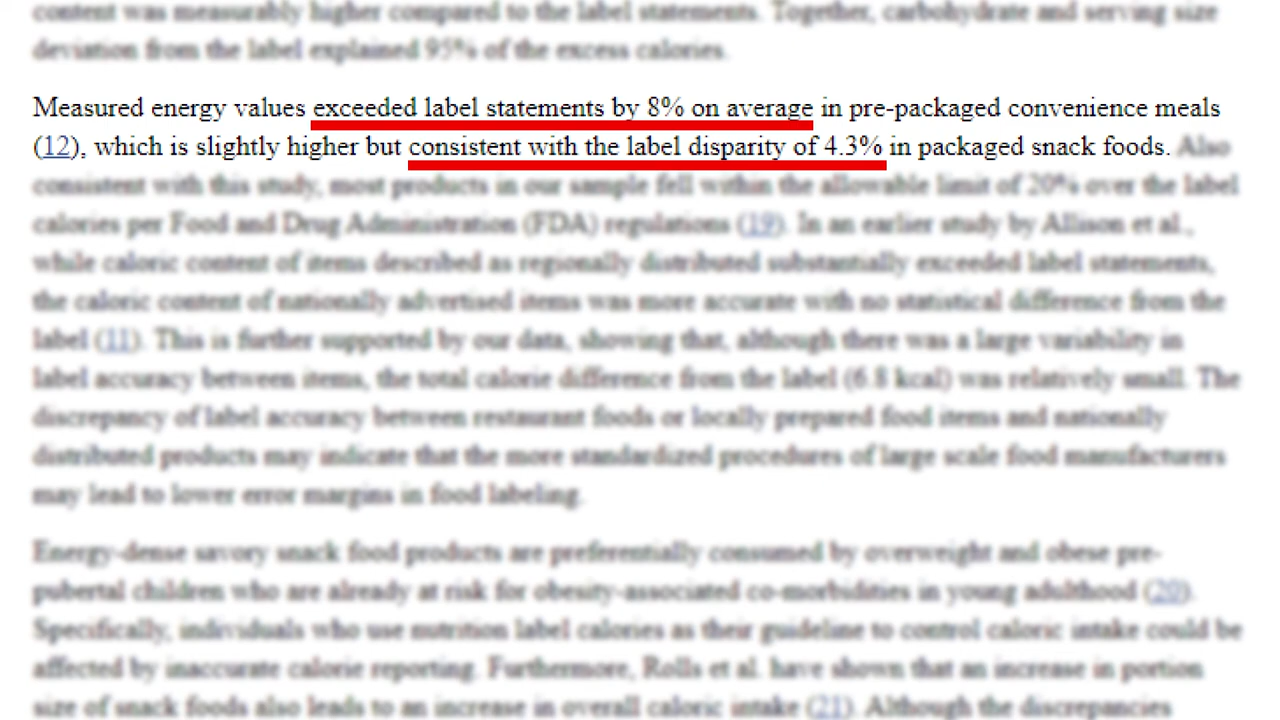 content was measurably higher compared to the label statements. Together, carbohydrate and serving size
deviation from the label explained 95% of the excess calories.
Measured energy values exceeded label statements by 8% on average in pre-packaged convenience meals
(12), which is slightly higher but consistent with the label disparity of 4.3% in packaged snack foods. Also
consistent with this study, most products in our sample fell within the allowable limit of 20% over the label
calories per Food and Drug Administration (FDA) regulations (19). In an earlier study by Allison et al.,
while caloric content of items described as regionally distributed substantially exceeded label statements,
the caloric content of nationally advertised items was more accurate with no statistical difference from the
label (11). This is further supported by our data, showing that, although there was a large variability in
label accuracy between items, the total calorie difference from the label (6.8 kcal) was relatively small. The
discrepancy of label accuracy between restaurant foods or locally prepared food items and nationally
distributed products may indicate that the more standardized procedures of large scale food manufacturers
may lead to lower error margins in food labeling.
Energy-dense savory snack food products are preferentially consumed by overweight and obese pre-
pubertal children who are already at risk for obesity-associated co-morbidities in young adulthood (20).
Specifically, individuals who use nutrition label calories as their guideline to control caloric intake could be
affected by inaccurate calorie reporting. Furthermore, Rolls et al. have shown that an increase in portion
size of snack foods also leads to an increase in overall caloric intake (21). Although the discrepancies